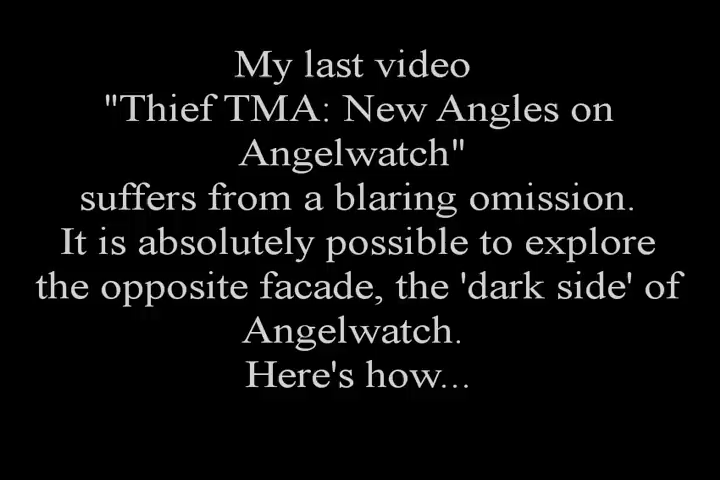 My last video
"Thief TMA: New Angles on
Angelwatch"
suffers from a blaring omission.
It is absolutely possible to explore
the opposite facade, the 'dark side' of
Angelwatch.
Here's how...